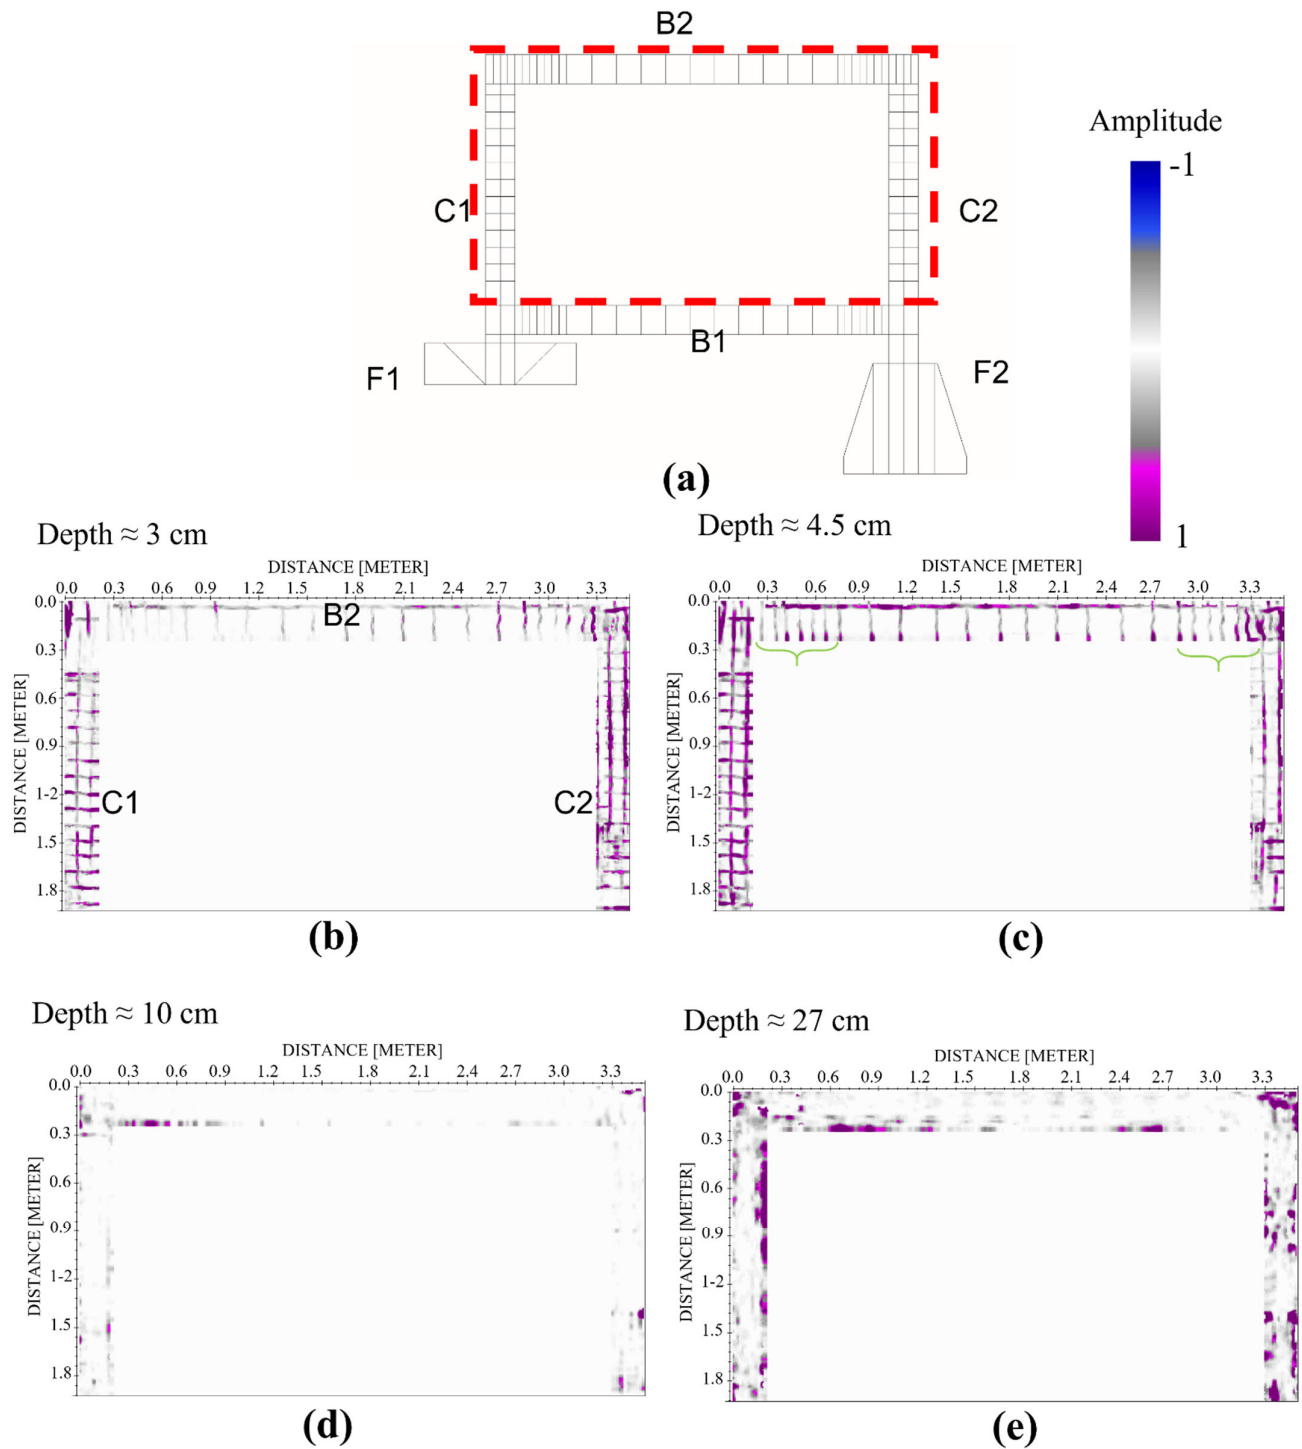 B2
Amplitude
-1
C1
C2
B1
F1
F2
(a)
1
Depth ≈ 3 cm
DISTANCE [METER]
0.0 0.3 0.6 0.9 1.2 1.5 1.8 2.1 2.4 2.7 3.0 3.3
0.0
B2
0.3
0.6
0.9
1-2
C1
C2
1.5
1.8
DISTANCE [METER]
(b)
Depth ≈ 4.5 cm
DISTANCE [METER]
0.0 0.3 0.6 0.9 1.2 1.5 1.8 2.1 2.4 2.7 3.0 3.3
0.0
0.3
0.6
0.9
1-2
1.5
1.8
DISTANCE [METER]
(c)
Depth ≈ 10 cm
DISTANCE [METER]
0.0 0.3 0.6 0.9 1.2 1.5 1.8 2.1 2.4 2.7 3.0 3.3
0.0
0.3
0.6
0.9
1-2
1.5
1.8
DISTANCE [METER]
(d)
Depth ≈ 27 cm
DISTANCE [METER]
0.0 0.3 0.6 0.9 1.2 1.5 1.8 2.1 2.4 2.7 3.0 3.3
0.0
0.3
0.6
0.9
1-2
1.5
1.8
DISTANCE [METER]
(e)